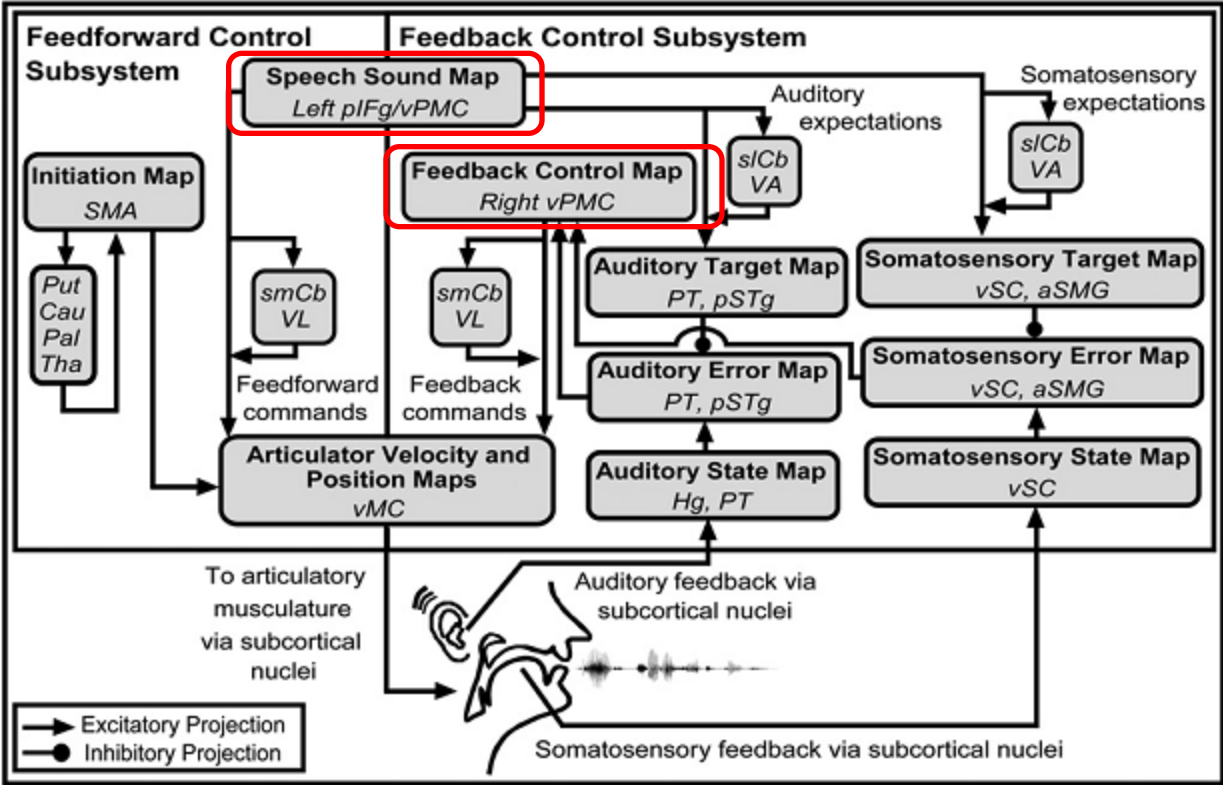 Feedforward Control
Subsystem
Feedback Control Subsystem
Speech Sound Map
Left pIFg/vPMC
Auditory
expectations
Somatosensory
expectations
slCb
VA
slCb
VA
Initiation Map
SMA
Feedback Control Map
Right vPMC
Put
Cau
Pal
Tha
smCb
VL
smCb
VL
Auditory Target Map
PT, pSTg
Somatosensory Target Map
vSC, aSMG
Feedforward
commands
Feedback
commands
Auditory Error Map
PT, pSTg
Somatosensory Error Map
vSC, aSMG
Articulator Velocity and
Position Maps
vMC
Auditory State Map
Hg, PT
Somatosensory State Map
vSC
To articulatory
musculature
via subcortical
nuclei
Auditory feedback via
subcortical nuclei
Excitatory Projection
Inhibitory Projection
Somatosensory feedback via subcortical nuclei